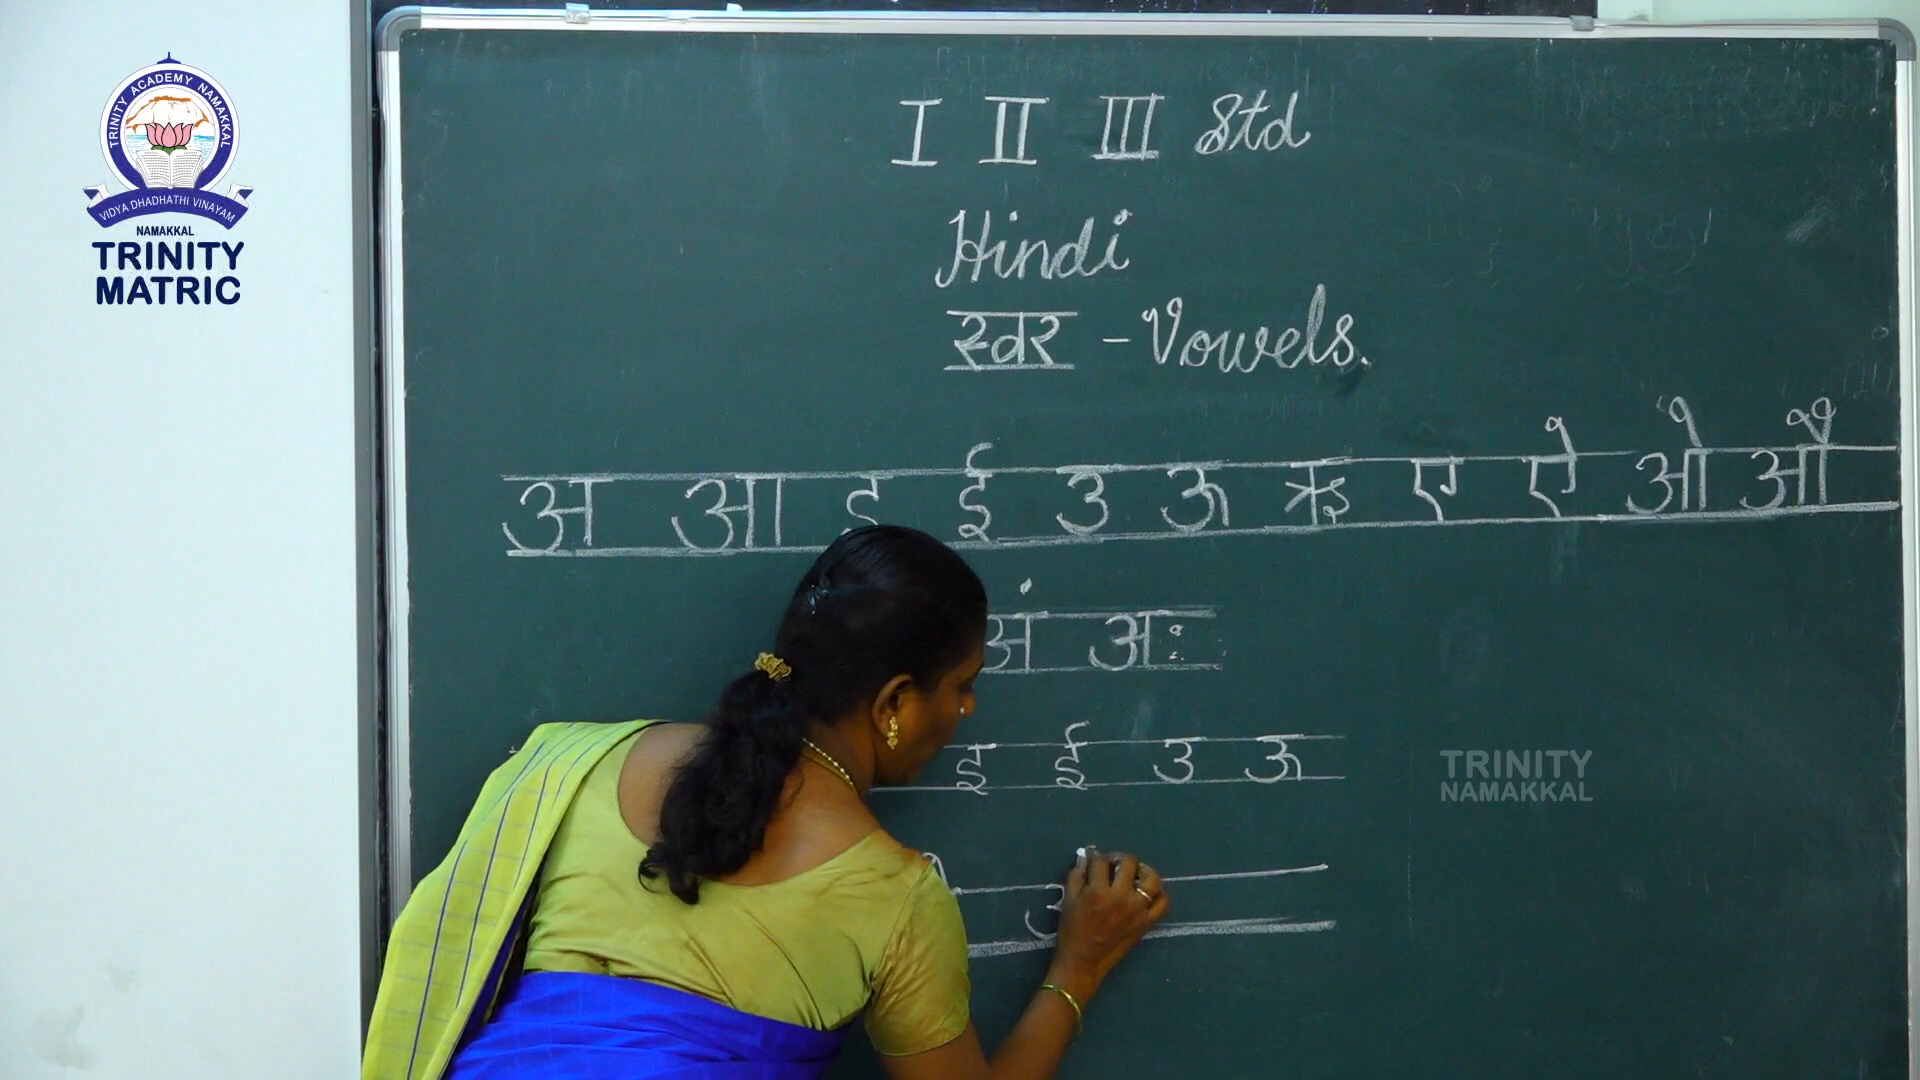 TRINITY ACADEMY NAMAKKAL
VIDYA DHADHATHI VINAYAM
NAMAKKAL
TRINITY
MATRIC
I II III Std
Hindi
स्वर - Vowels.
अ आ इ ई उ ऊ ऋ ए ऐ ओ औ
अं अः
इ ई उ ऊ
TRINITY
NAMAKKAL